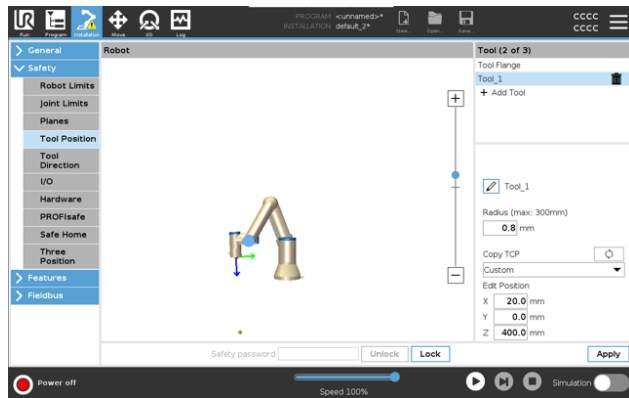 UR
PROGRAM <unnamed>*
INSTALLATION default_2*
cccc
cccc
Run Program Installation Move I/O Log New... Open... Save...
General
Safety
Robot Limits
Joint Limits
Planes
Tool Position
Tool
Direction
I/O
Hardware
PROFIsafe
Safe Home
Three
Position
Features
Fieldbus
Robot
Tool (2 of 3)
Tool Flange
Tool_1
+ Add Tool
Tool_1
Radius (max: 300mm)
0.8 mm
Copy TCP
Custom
Edit Position
X 20.0 mm
Y 0.0 mm
Z 400.0 mm
Safety password Unlock Lock Apply
Power off
Speed 100%
Simulation